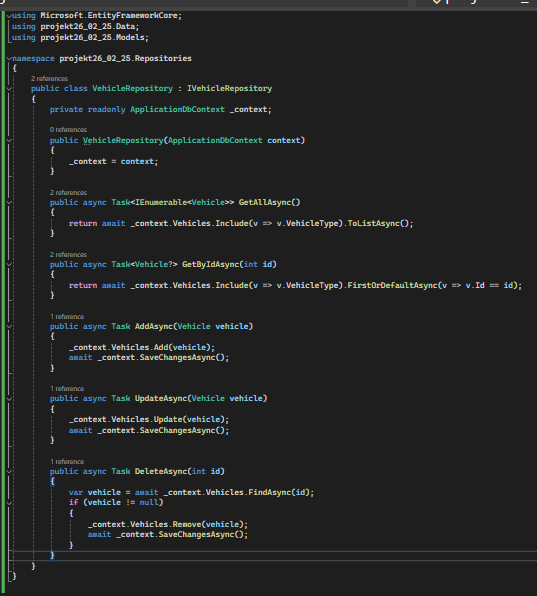 using Microsoft.EntityFrameworkCore;
using projekt26_02_25.Data;
using projekt26_02_25.Models;
namespace projekt26_02_25.Repositories
{
2 references
public class VehicleRepository : IVehicleRepository
{
private readonly ApplicationDbContext _context;
0 references
public VehicleRepository(ApplicationDbContext context)
{
_context = context;
}
2 references
public async Task<IEnumerable<Vehicle>> GetAllAsync()
{
return await _context.Vehicles.Include(v => v.VehicleType).ToListAsync();
}
2 references
public async Task<Vehicle?> GetByIdAsync(int id)
{
return await _context.Vehicles.Include(v => v.VehicleType).FirstOrDefaultAsync(v => v.Id == id);
}
1 reference
public async Task AddAsync(Vehicle vehicle)
{
_context.Vehicles.Add(vehicle);
await _context.SaveChangesAsync();
}
1 reference
public async Task UpdateAsync(Vehicle vehicle)
{
_context.Vehicles.Update(vehicle);
await _context.SaveChangesAsync();
}
1 reference
public async Task DeleteAsync(int id)
{
var vehicle = await _context.Vehicles.FindAsync(id);
if (vehicle != null)
{
_context.Vehicles.Remove(vehicle);
await _context.SaveChangesAsync();
}
}
}
}